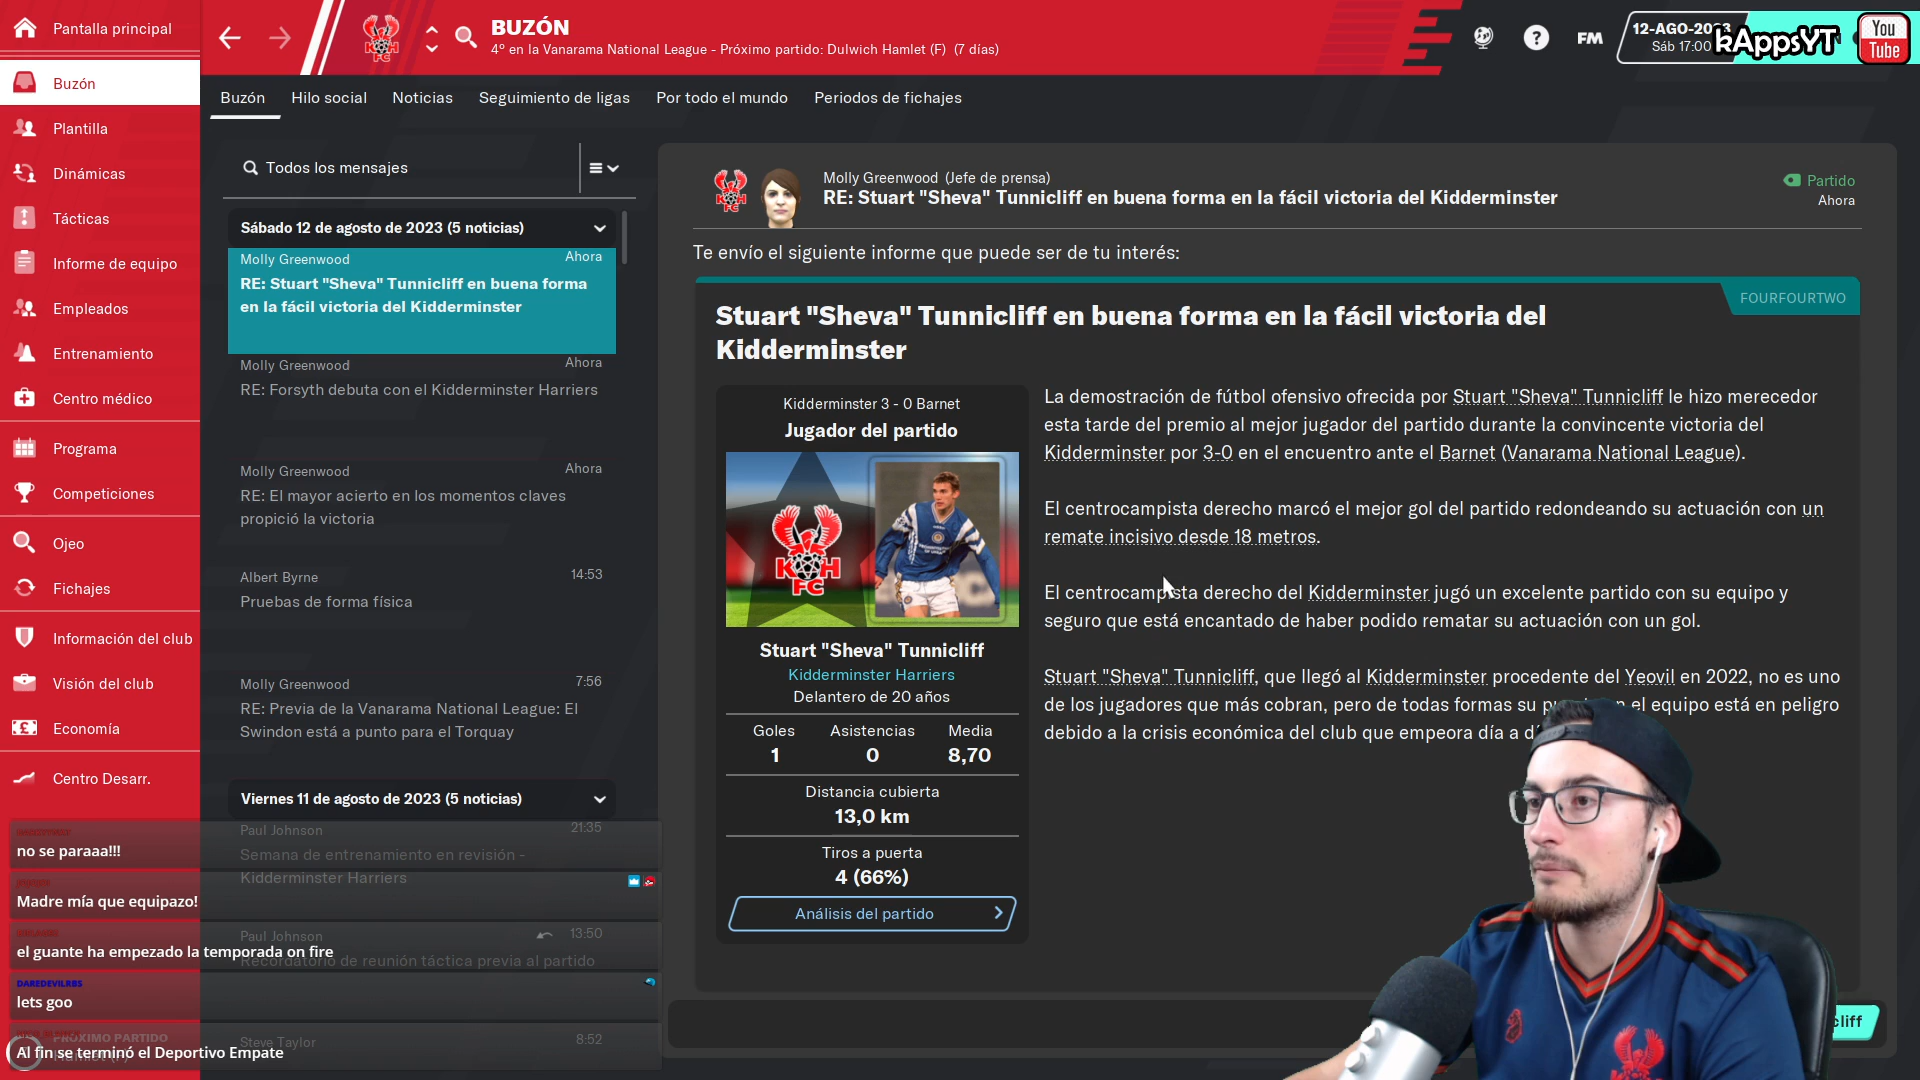 Pantalla principal
BUZÓN
4º en la Vanarama National League - Próximo partido: Dulwich Hamlet (F) (7 días)
FM
12-AGO-2023
Sáb 17:00
kAppsYT
You
Tube
Buzón
Plantilla
Dinámicas
Tácticas
Informe de equipo
Empleados
Entrenamiento
Centro médico
Programa
Competiciones
Ojeo
Fichajes
Información del club
Visión del club
Economía
Centro Desarr.
Buzón Hilo social Noticias Seguimiento de ligas Por todo el mundo Periodos de fichajes
Todos los mensajes
Sábado 12 de agosto de 2023 (5 noticias)
Molly Greenwood Ahora
RE: Stuart "Sheva" Tunnicliff en buena forma
en la fácil victoria del Kidderminster
Molly Greenwood Ahora
RE: Forsyth debuta con el Kidderminster Harriers
Molly Greenwood Ahora
RE: El mayor acierto en los momentos claves
propició la victoria
Albert Byrne 14:53
Pruebas de forma física
Molly Greenwood 7:56
RE: Previa de la Vanarama National League: El
Swindon está a punto para el Torquay
Viernes 11 de agosto de 2023 (5 noticias)
Paul Johnson 21:35
Semana de entrenamiento en revisión -
Kidderminster Harriers
Paul Johnson 13:50
Recordatorio de reunión táctica previa al partido
Steve Taylor 8:52
no se paraaa!!!
Madre mía que equipazo!
el guante ha empezado la temporada on fire
DAREDEVILRBS
lets goo
PRÓXIMO PARTIDO
Al fin se terminó el Deportivo Empate
Molly Greenwood (Jefe de prensa)
RE: Stuart "Sheva" Tunnicliff en buena forma en la fácil victoria del Kidderminster
Partido
Ahora
Te envío el siguiente informe que puede ser de tu interés:
FOURFOURTWO
Stuart "Sheva" Tunnicliff en buena forma en la fácil victoria del
Kidderminster
Kidderminster 3 - 0 Barnet
Jugador del partido
KH
FC
Stuart "Sheva" Tunnicliff
Kidderminster Harriers
Delantero de 20 años
Goles Asistencias Media
1 0 8,70
Distancia cubierta
13,0 km
Tiros a puerta
4 (66%)
Análisis del partido
La demostración de fútbol ofensivo ofrecida por Stuart "Sheva" Tunnicliff le hizo merecedor
esta tarde del premio al mejor jugador del partido durante la convincente victoria del
Kidderminster por 3-0 en el encuentro ante el Barnet (Vanarama National League).
El centrocampista derecho marcó el mejor gol del partido redondeando su actuación con un
remate incisivo desde 18 metros.
El centrocampista derecho del Kidderminster jugó un excelente partido con su equipo y
seguro que está encantado de haber podido rematar su actuación con un gol.
Stuart "Sheva" Tunnicliff, que llegó al Kidderminster procedente del Yeovil en 2022, no es uno
de los jugadores que más cobran, pero de todas formas su en el equipo está en peligro
debido a la crisis económica del club que empeora día a
cliff